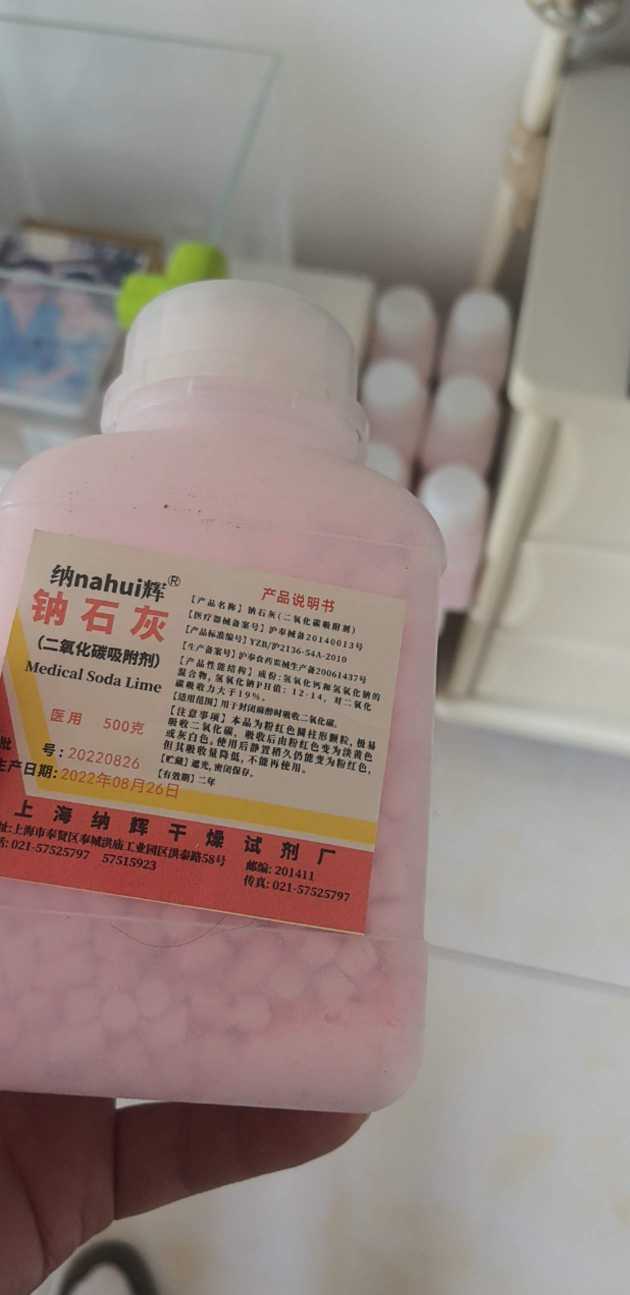 纳nahui辉®
钠石灰
(二氧化碳吸附剂)
Medical Soda Lime
医用 500克
批 号: 20220826
生产日期: 2022年08月26日
产品说明书
【产品名称】钠石灰(二氧化碳吸附剂)
【医疗器械备案号】沪奉械备20140013号
【产品标准编号】YZB/沪2136-54A-2010
【生产备案号】沪奉食药监械生产备20061437号
【产品性能结构】成份:氢氧化钙和氢氧化钠的
混合物,氢氧化钠PH值: 12-14, 对二氧化
碳吸收力大于19%。
【适用范围】用于封闭麻醉时吸收二氧化碳。
【注意事项】本品为粉红色圆柱形颗粒,极易
吸收二氧化碳, 吸收后由粉红色变为淡黄色
或灰白色。使用后静置稍久仍能变为粉红色,
但其吸收量降低,不能再使用。
【贮藏】遮光,密闭保存。
【有效期】二年
上海纳辉干燥试剂厂
址:上海市奉贤区奉城洪庙工业园区洪泰路58号
话: 021-57525797 57515923
邮编: 201411
传真: 021-57525797